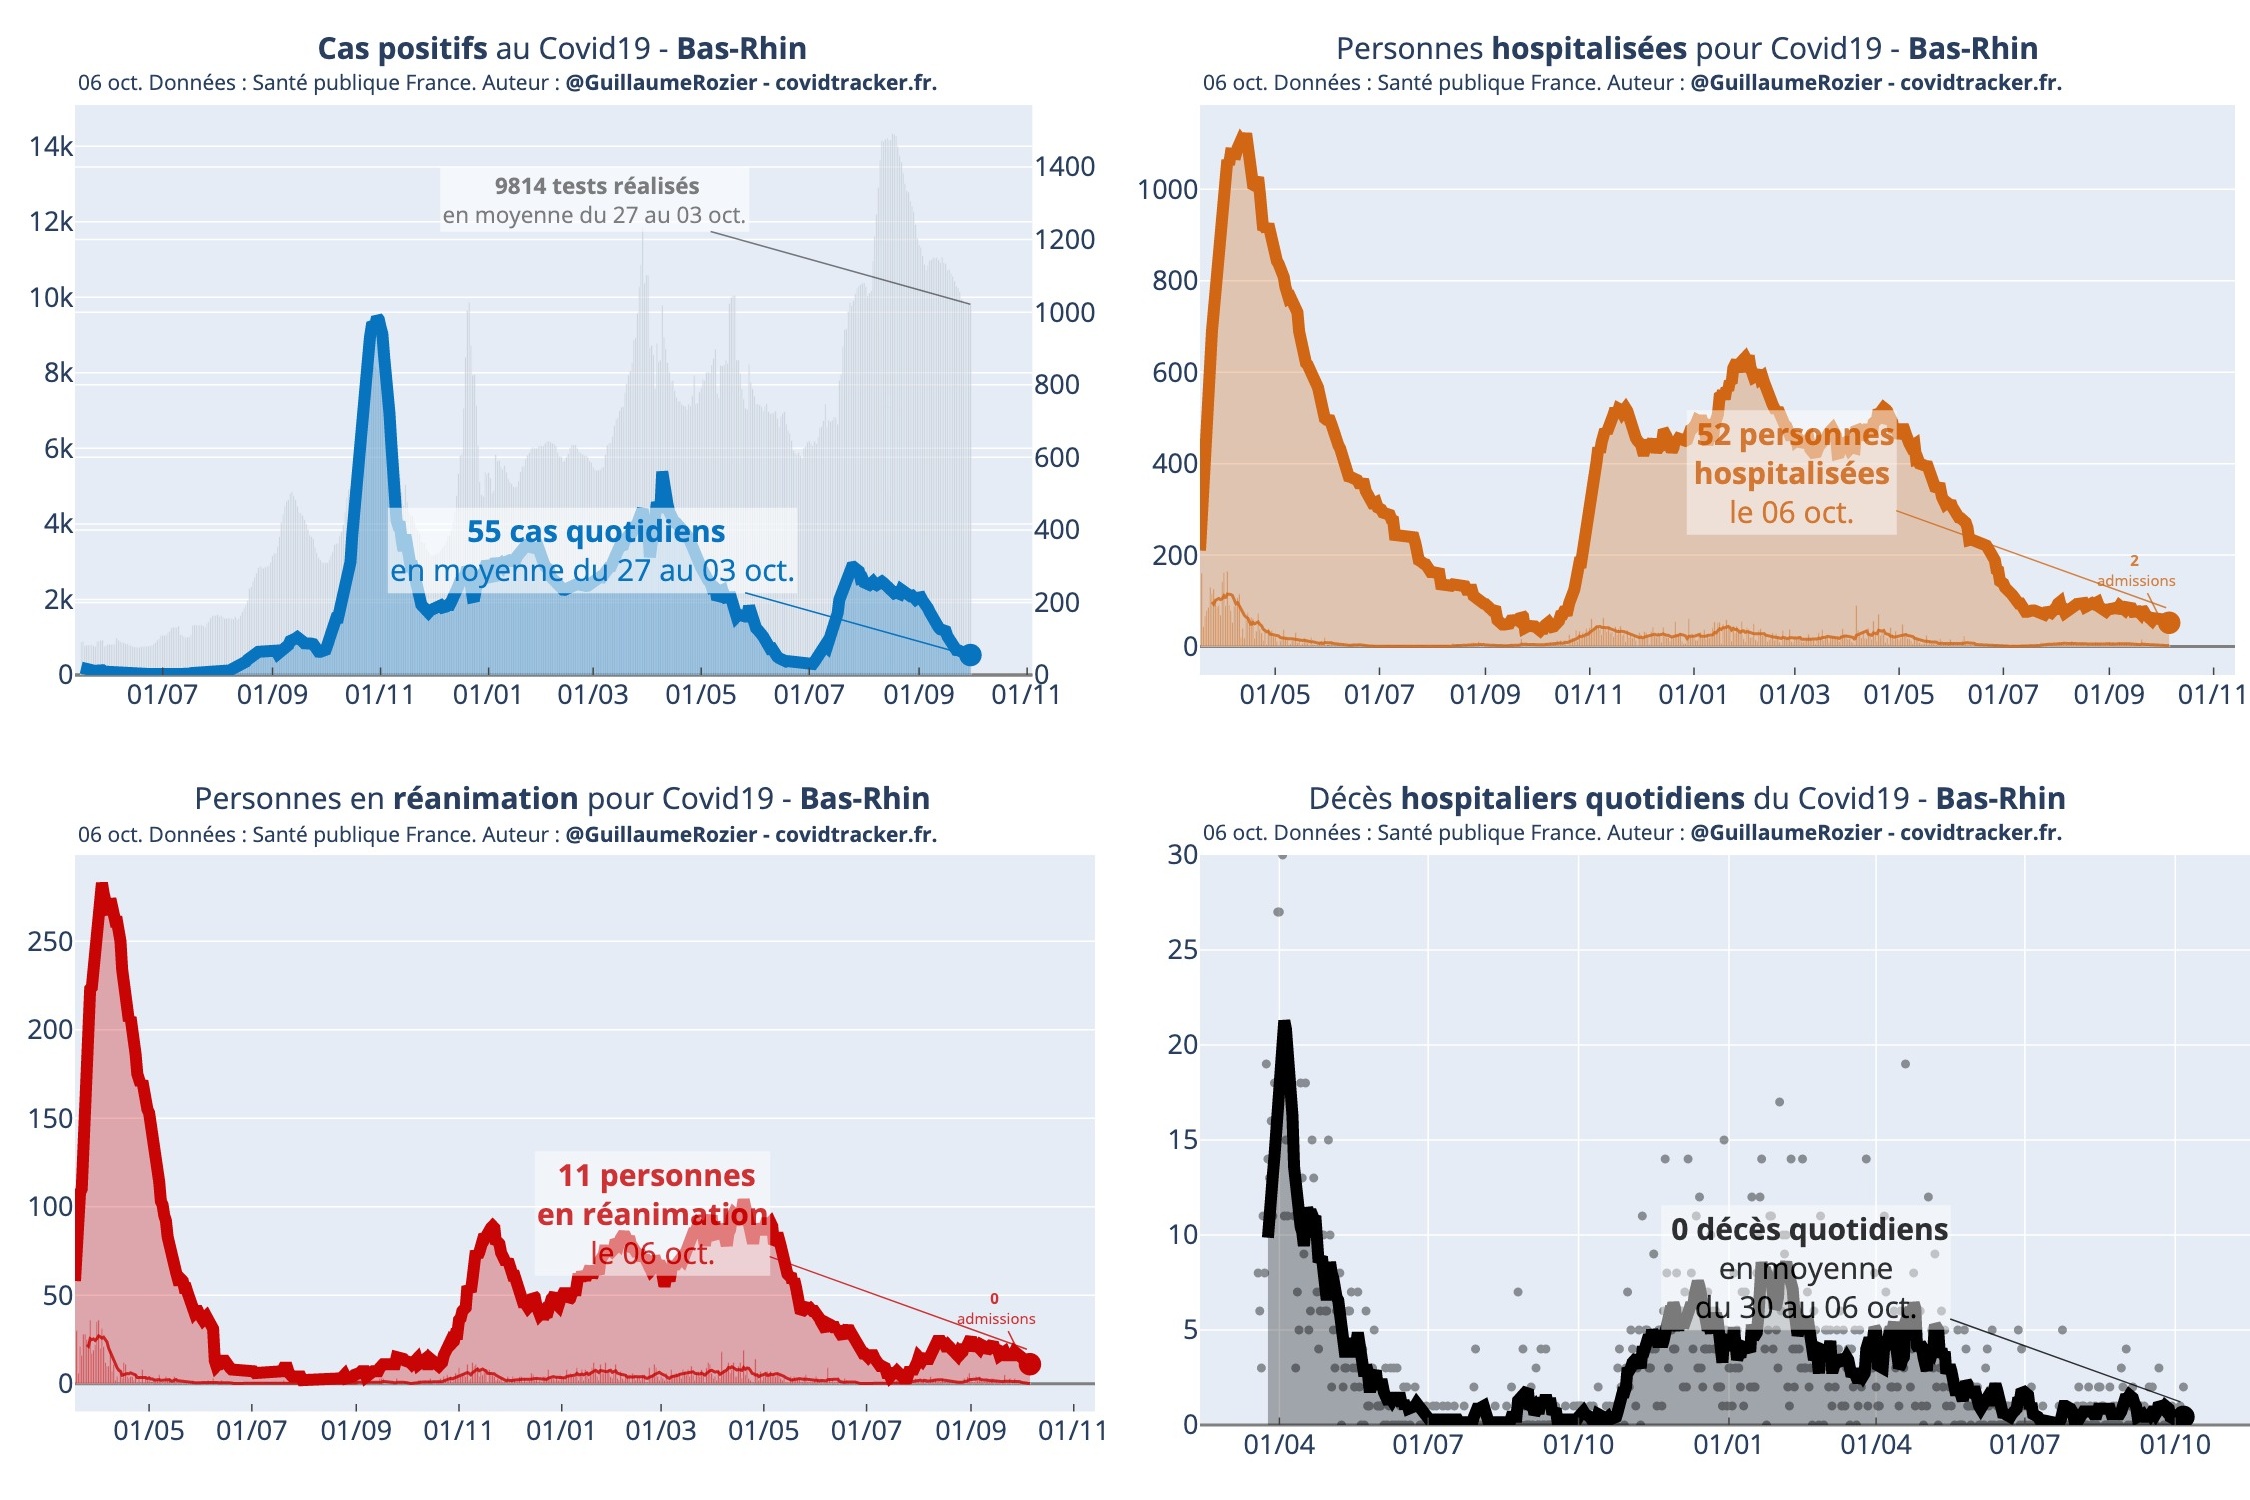 Cas positifs au Covid19 - Bas-Rhin
06 oct. Données : Santé publique France. Auteur : @GuillaumeRozier - covidtracker.fr.
14k
12k
10k
8k
6k
4k
2k
0
1400
1200
1000
800
600
400
200
0
9814 tests réalisés
en moyenne du 27 au 03 oct.
55 cas quotidiens
en moyenne du 27 au 03 oct.
01/07 01/09 01/11 01/01 01/03 01/05 01/07 01/09 01/11
Personnes hospitalisées pour Covid19 - Bas-Rhin
06 oct. Données : Santé publique France. Auteur : @GuillaumeRozier - covidtracker.fr.
1000
800
600
400
200
0
52 personnes
hospitalisées
le 06 oct.
2
admissions
01/05 01/07 01/09 01/11 01/01 01/03 01/05 01/07 01/09 01/11
Personnes en réanimation pour Covid19 - Bas-Rhin
06 oct. Données : Santé publique France. Auteur : @GuillaumeRozier - covidtracker.fr.
250
200
150
100
50
0
11 personnes
en réanimation
le 06 oct.
0
admissions
01/05 01/07 01/09 01/11 01/01 01/03 01/05 01/07 01/09 01/11
Décès hospitaliers quotidiens du Covid19 - Bas-Rhin
06 oct. Données : Santé publique France. Auteur : @GuillaumeRozier - covidtracker.fr.
30
25
20
15
10
5
0
0 décès quotidiens
en moyenne
du 30 au 06 oct.
01/04 01/07 01/10 01/01 01/04 01/07 01/10